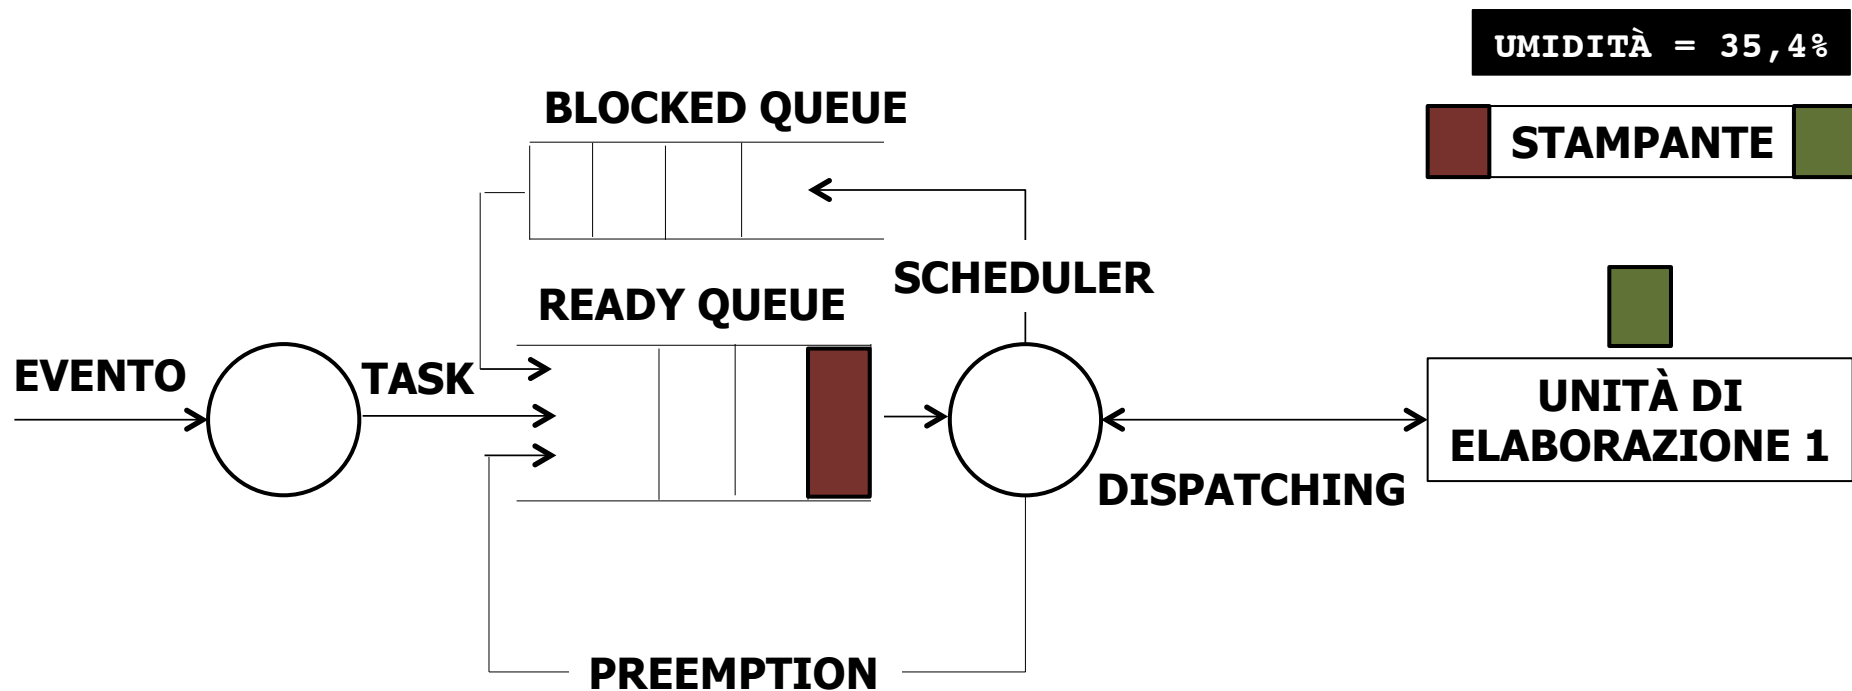 UMIDITÀ = 35,4%
BLOCKED QUEUE
STAMPANTE
SCHEDULER
READY QUEUE
EVENTO
TASK
UNITÀ DI
ELABORAZIONE 1
DISPATCHING
PREEMPTION